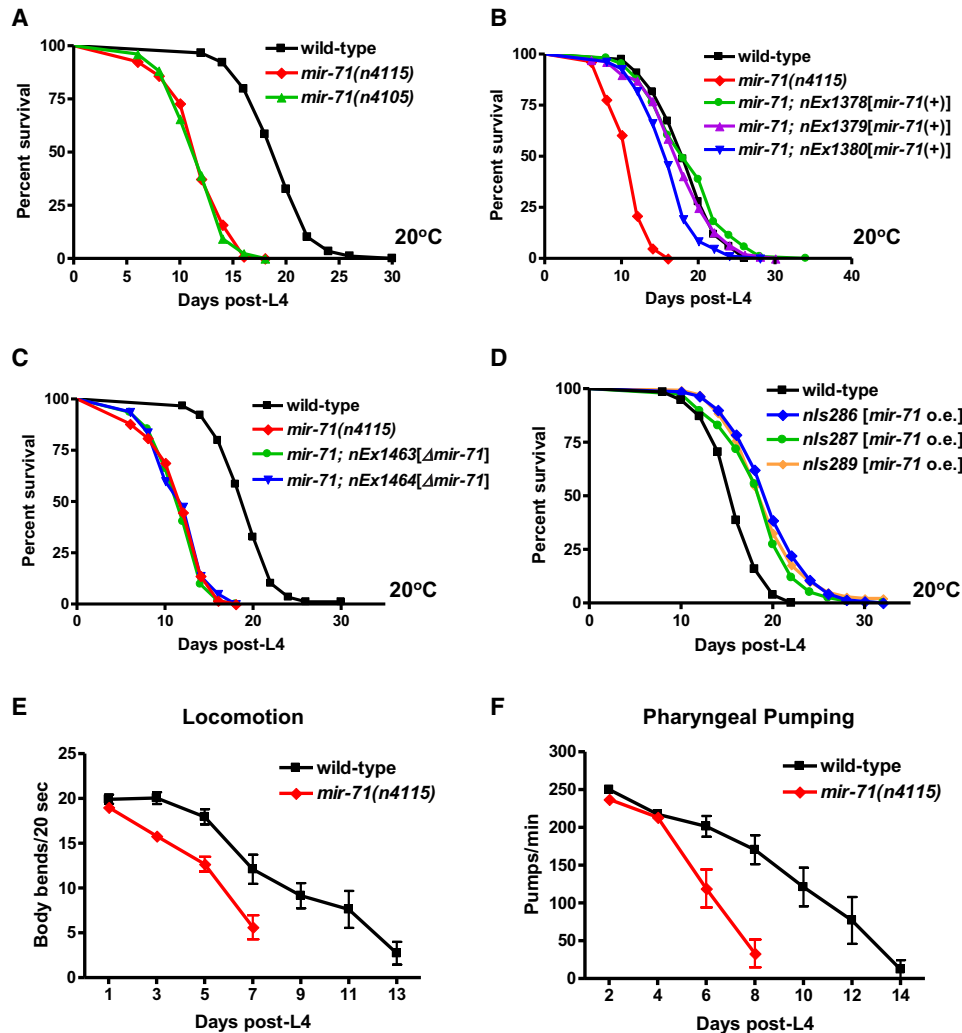 A
Percent survival
100
75
50
25
0
0
5
10
15
20
25
30
Days post-L4
wild-type
mir-71(n4115)
mir-71(n4105)
20°C
B
Percent survival
100
75
50
25
0
0
10
20
30
40
Days post-L4
wild-type
mir-71(n4115)
mir-71; nEx1378[mir-71(+)]
mir-71; nEx1379[mir-71(+)]
mir-71; nEx1380[mir-71(+)]
20°C
C
Percent survival
100
75
50
25
0
0
10
20
30
Days post-L4
wild-type
mir-71(n4115)
mir-71; nEx1463[Δmir-71]
mir-71; nEx1464[Δmir-71]
20°C
D
Percent survival
100
75
50
25
0
0
10
20
30
Days post-L4
wild-type
nIs286 [mir-71 o.e.]
nIs287 [mir-71 o.e.]
nIs289 [mir-71 o.e.]
20°C
E
Locomotion
Body bends/20 sec
25
20
15
10
5
0
1
3
5
7
9
11
13
Days post-L4
wild-type
mir-71(n4115)
F
Pharyngeal Pumping
Pumps/min
300
250
200
150
100
50
0
2
4
6
8
10
12
14
Days post-L4
wild-type
mir-71(n4115)